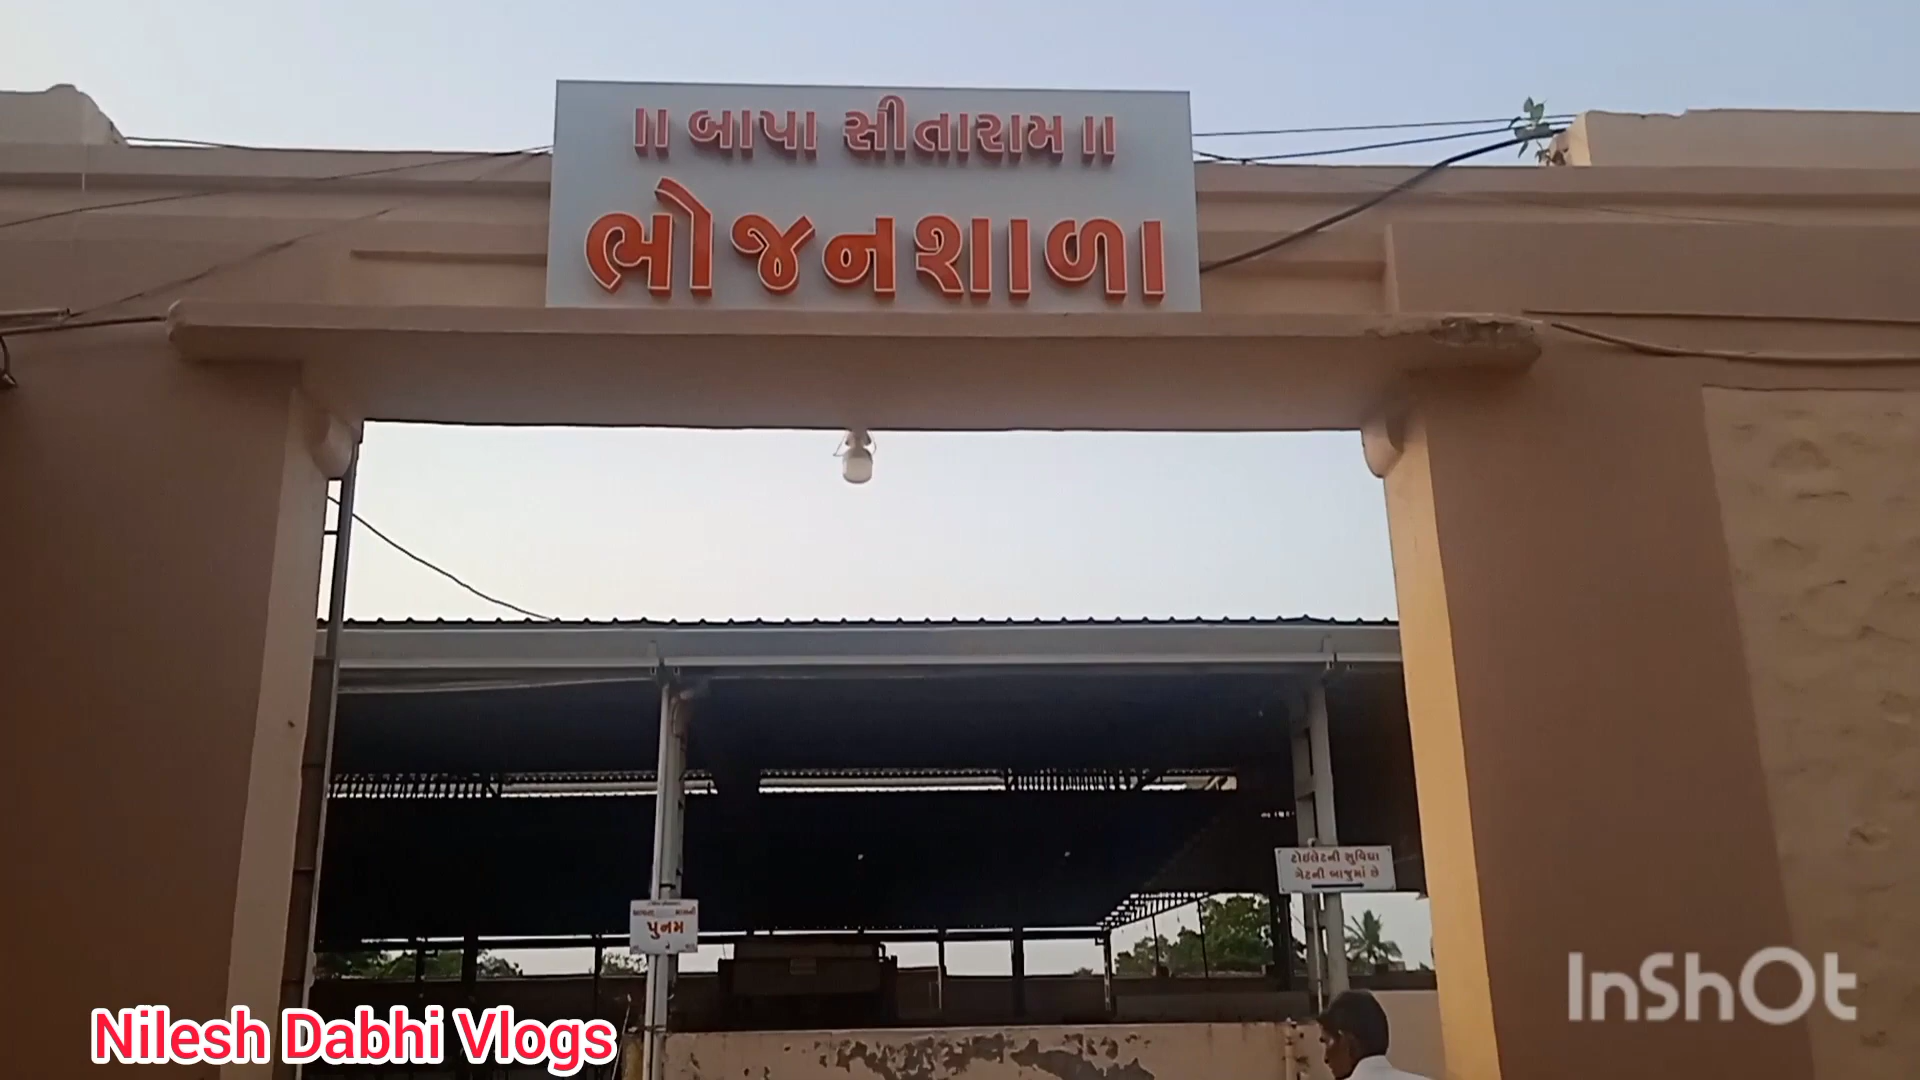 ॥ બાપા સીતારામ ॥
ભોજનશાળા
ટોઈલેટની સુવિધા
ગેટની બાજુમાં છે
પુનમ
Nilesh Dabhi Vlogs
InShOt